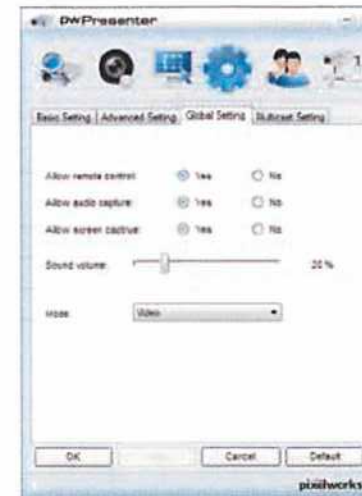 pwPresenter
Basic Setting Advanced Setting Global Setting Multicast Setting
Allow remote control: Yes No
Allow audio capture: Yes No
Allow screen captrue: Yes No
Sound volume: 20 %
Mode: Video
OK Cancel Default
pixelworks